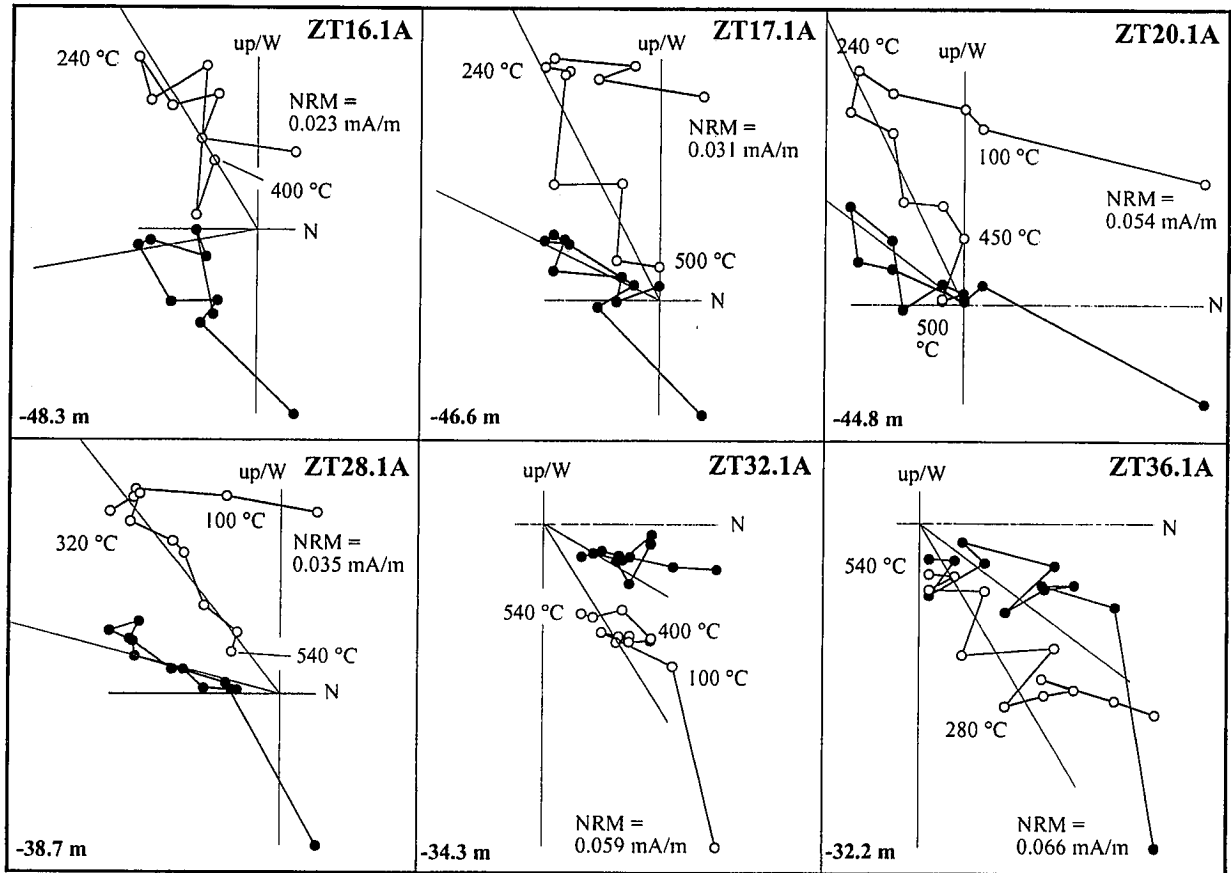 ZT16.1A
up/W
240 °C
NRM =
0.023 mA/m
400 °C
N
-48.3 m
ZT17.1A
up/W
240 °C
NRM =
0.031 mA/m
500 °C
N
-46.6 m
ZT20.1A
240 °C
up/W
100 °C
NRM =
0.054 mA/m
450 °C
N
500
°C
-44.8 m
ZT28.1A
up/W
100 °C
320 °C
NRM =
0.035 mA/m
540 °C
N
-38.7 m
ZT32.1A
up/W
N
540 °C
400 °C
100 °C
NRM =
0.059 mA/m
-34.3 m
ZT36.1A
up/W
N
540 °C
280 °C
NRM =
0.066 mA/m
-32.2 m